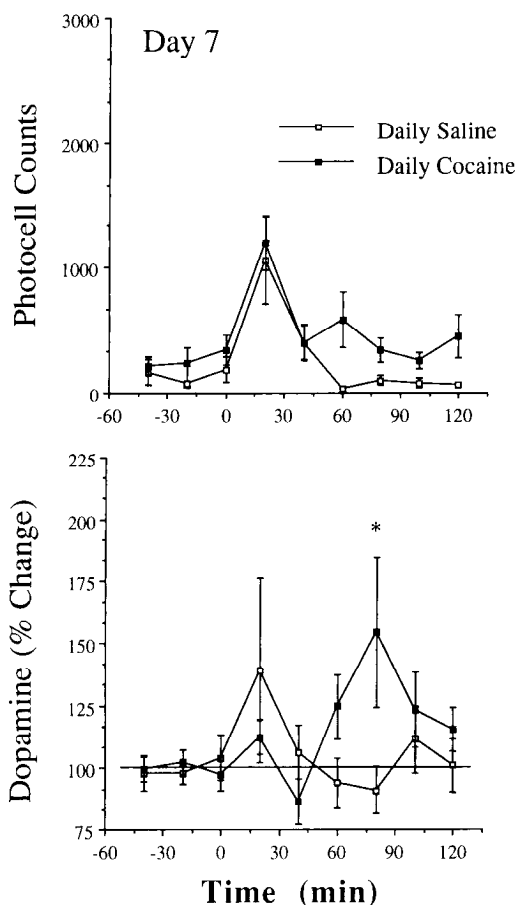 Day 7
Daily Saline
Daily Cocaine
Photocell Counts
3000
2000
1000
0
-60 -30 0 30 60 90 120
Dopamine (% Change)
225
200
175
150
125
100
75
*
-60 -30 0 30 60 90 120
Time (min)